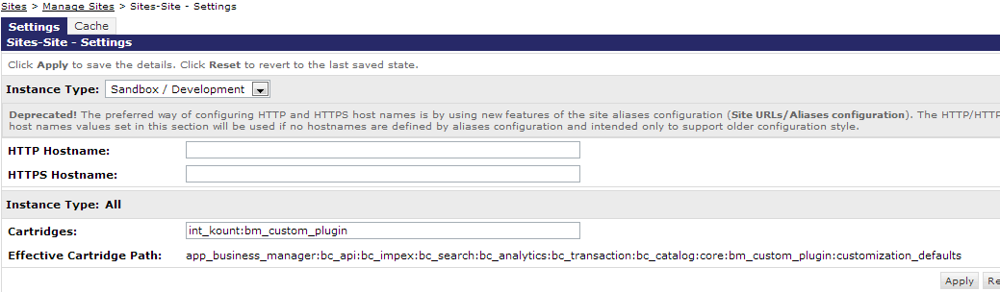 Sites > Manage Sites > Sites-Site - Settings
Settings Cache
Sites-Site - Settings
Click Apply to save the details. Click Reset to revert to the last saved state.
Instance Type: Sandbox / Development
Deprecated! The preferred way of configuring HTTP and HTTPS host names is by using new features of the site aliases configuration (Site URLs/Aliases configuration). The HTTP/HTTP
host names values set in this section will be used if no hostnames are defined by aliases configuration and intended only to support older configuration style.
HTTP Hostname:
HTTPS Hostname:
Instance Type: All
Cartridges: int_kount:bm_custom_plugin
Effective Cartridge Path: app_business_manager:bc_api:bc_impex:bc_search:bc_analytics:bc_transaction:bc_catalog:core:bm_custom_plugin:customization_defaults
Apply Re